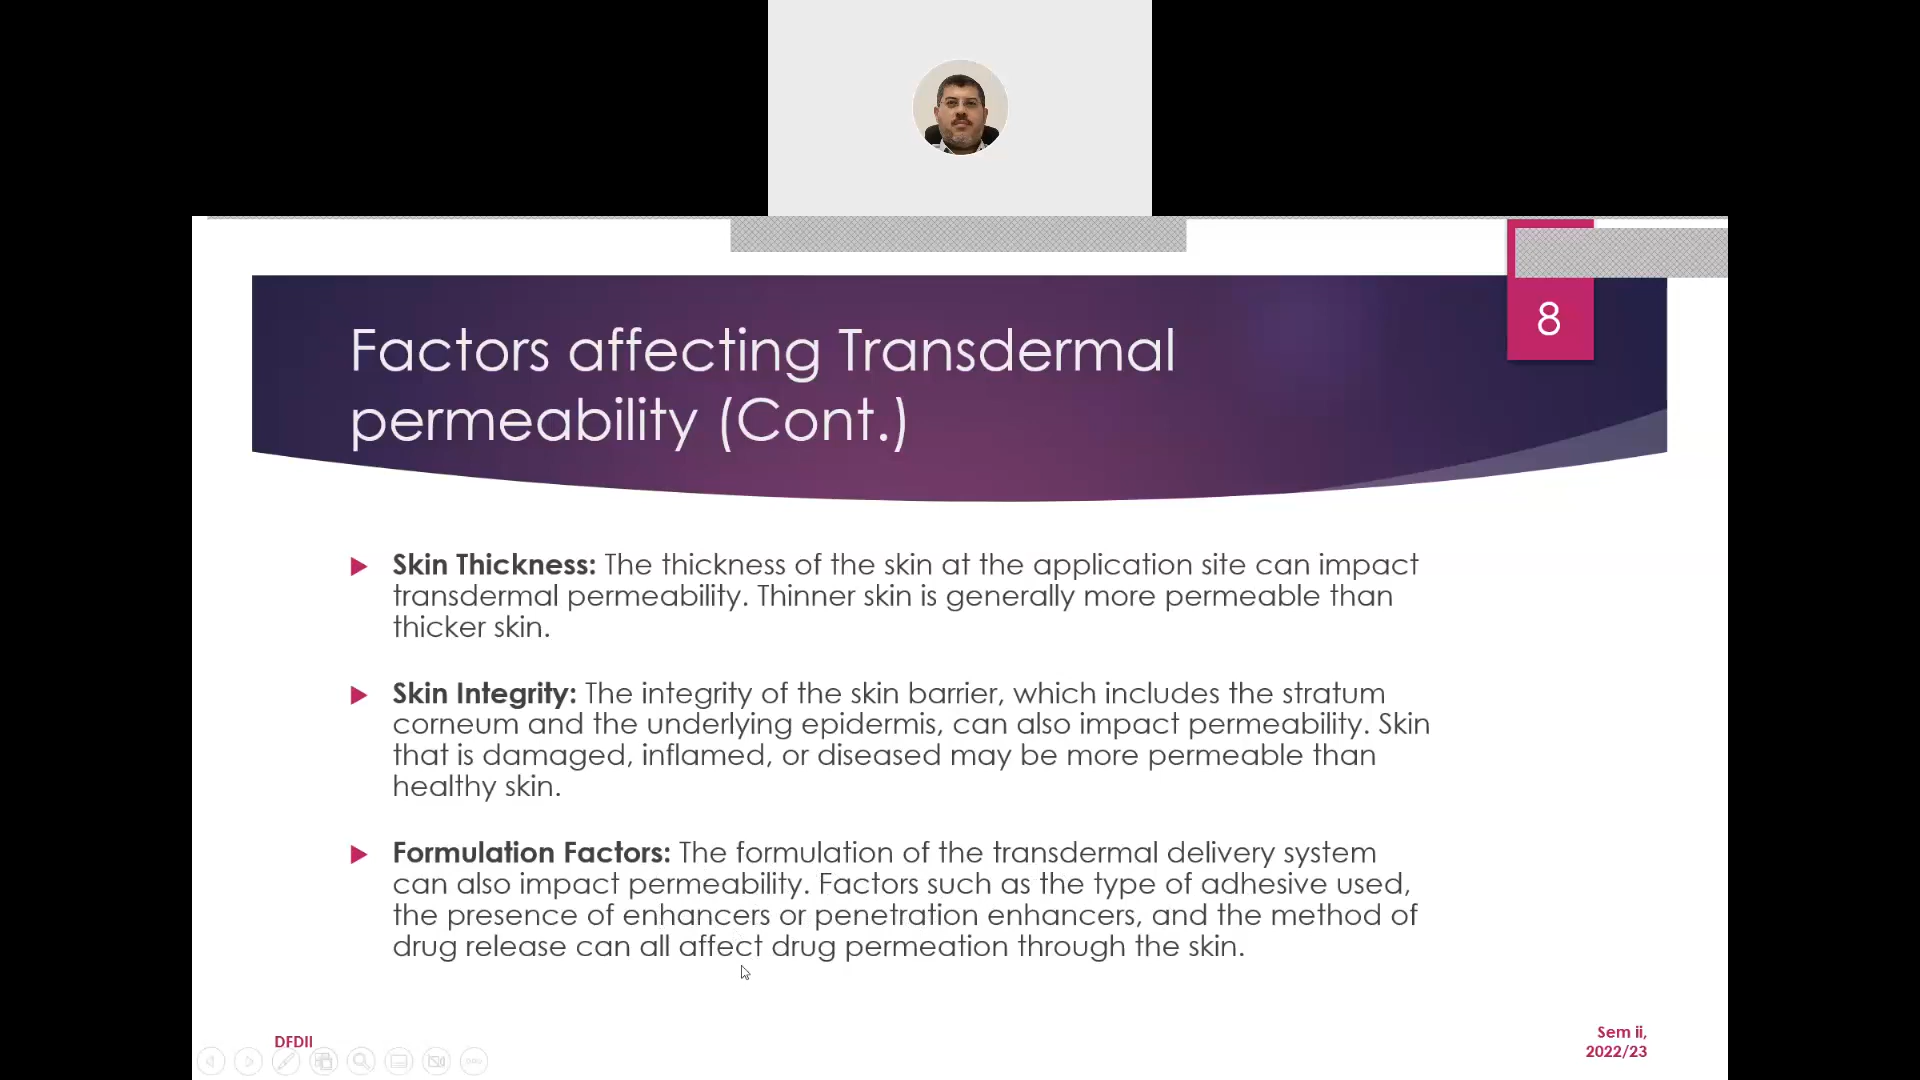 8
Factors affecting Transdermal
permeability (Cont.)
Skin Thickness: The thickness of the skin at the application site can impact
transdermal permeability. Thinner skin is generally more permeable than
thicker skin.
Skin Integrity: The integrity of the skin barrier, which includes the stratum
corneum and the underlying epidermis, can also impact permeability. Skin
that is damaged, inflamed, or diseased may be more permeable than
healthy skin.
Formulation Factors: The formulation of the transdermal delivery system
can also impact permeability. Factors such as the type of adhesive used,
the presence of enhancers or penetration enhancers, and the method of
drug release can all affect drug permeation through the skin.
DFDII
Sem ii,
2022/23